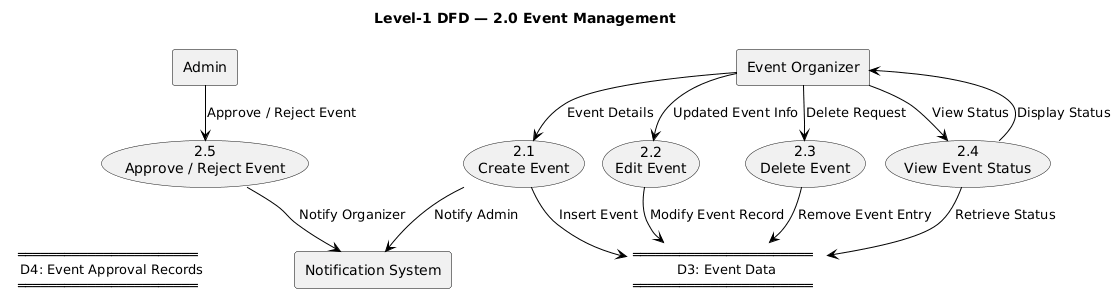 Level-1 DFD — 2.0 Event Management
Admin
Event Organizer
Approve / Reject Event
Event Details
Updated Event Info
Delete Request
View Status
Display Status
2.5
Approve / Reject Event
2.1
Create Event
2.2
Edit Event
2.3
Delete Event
2.4
View Event Status
Notify Organizer
Notify Admin
Insert Event
Modify Event Record
Remove Event Entry
Retrieve Status
D4: Event Approval Records
Notification System
D3: Event Data